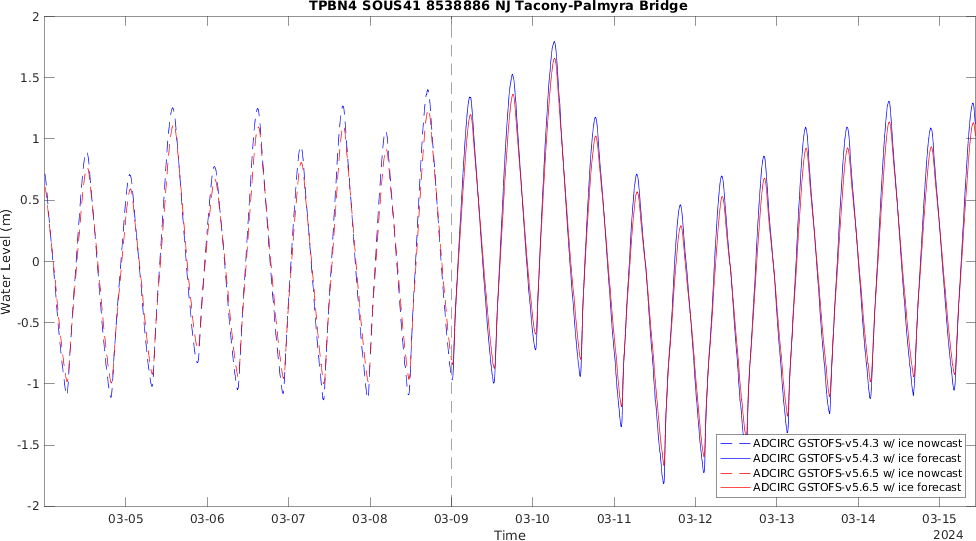 TPBN4 SOUS41 8538886 NJ Tacony-Palmyra Bridge
2
1.5
1
0.5
0
-0.5
-1
-1.5
-2
Water Level (m)
ADCIRC GSTOFS-v5.4.3 w/ ice nowcast
ADCIRC GSTOFS-v5.4.3 w/ ice forecast
ADCIRC GSTOFS-v5.6.5 w/ ice nowcast
ADCIRC GSTOFS-v5.6.5 w/ ice forecast
03-05 03-06 03-07 03-08 03-09 03-10 03-11 03-12 03-13 03-14 03-15
Time
2024